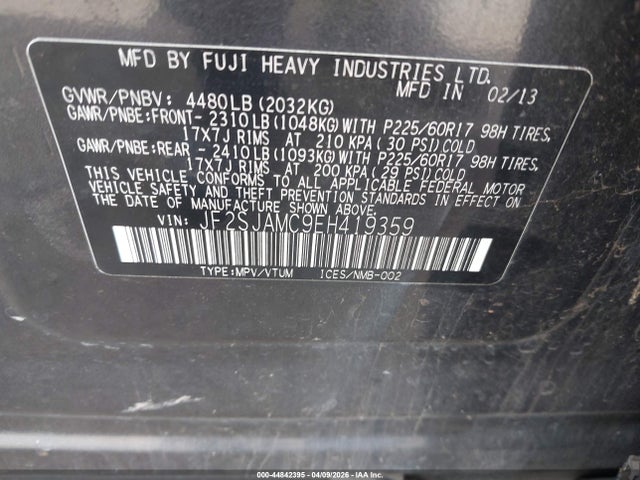 MFD BY FUJI HEAVY INDUSTRIES LTD.
MFD IN 02/13
GVWR/PNBV: 4480LB(2032KG)
GAWR/PNBE:FRONT- 2310LB(1048KG)WITH P225/60R17 98H TIRES,
17X7J RIMS AT 210 KPA(30 PSI)COLD
GAWR/PNBE:REAR - 2410LB(1093KG)WITH P225/60R17 98H TIRES,
17X7J RIMS AT 200 KPA(29 PSI)COLD
THIS VEHICLE CONFORMS TO ALL APPLICABLE FEDERAL MOTOR
VEHICLE SAFETY AND THEFT PREVENTION STANDARDS IN EFFECT ON
THE DATE OF MANUFACTURE SHOWN ABOVE.
VIN: JF2SJAMC9EH419359
TYPE:MPV/VTUM ICES/NMB-002
000-44842395 - 04/09/2026 - IAA Inc.